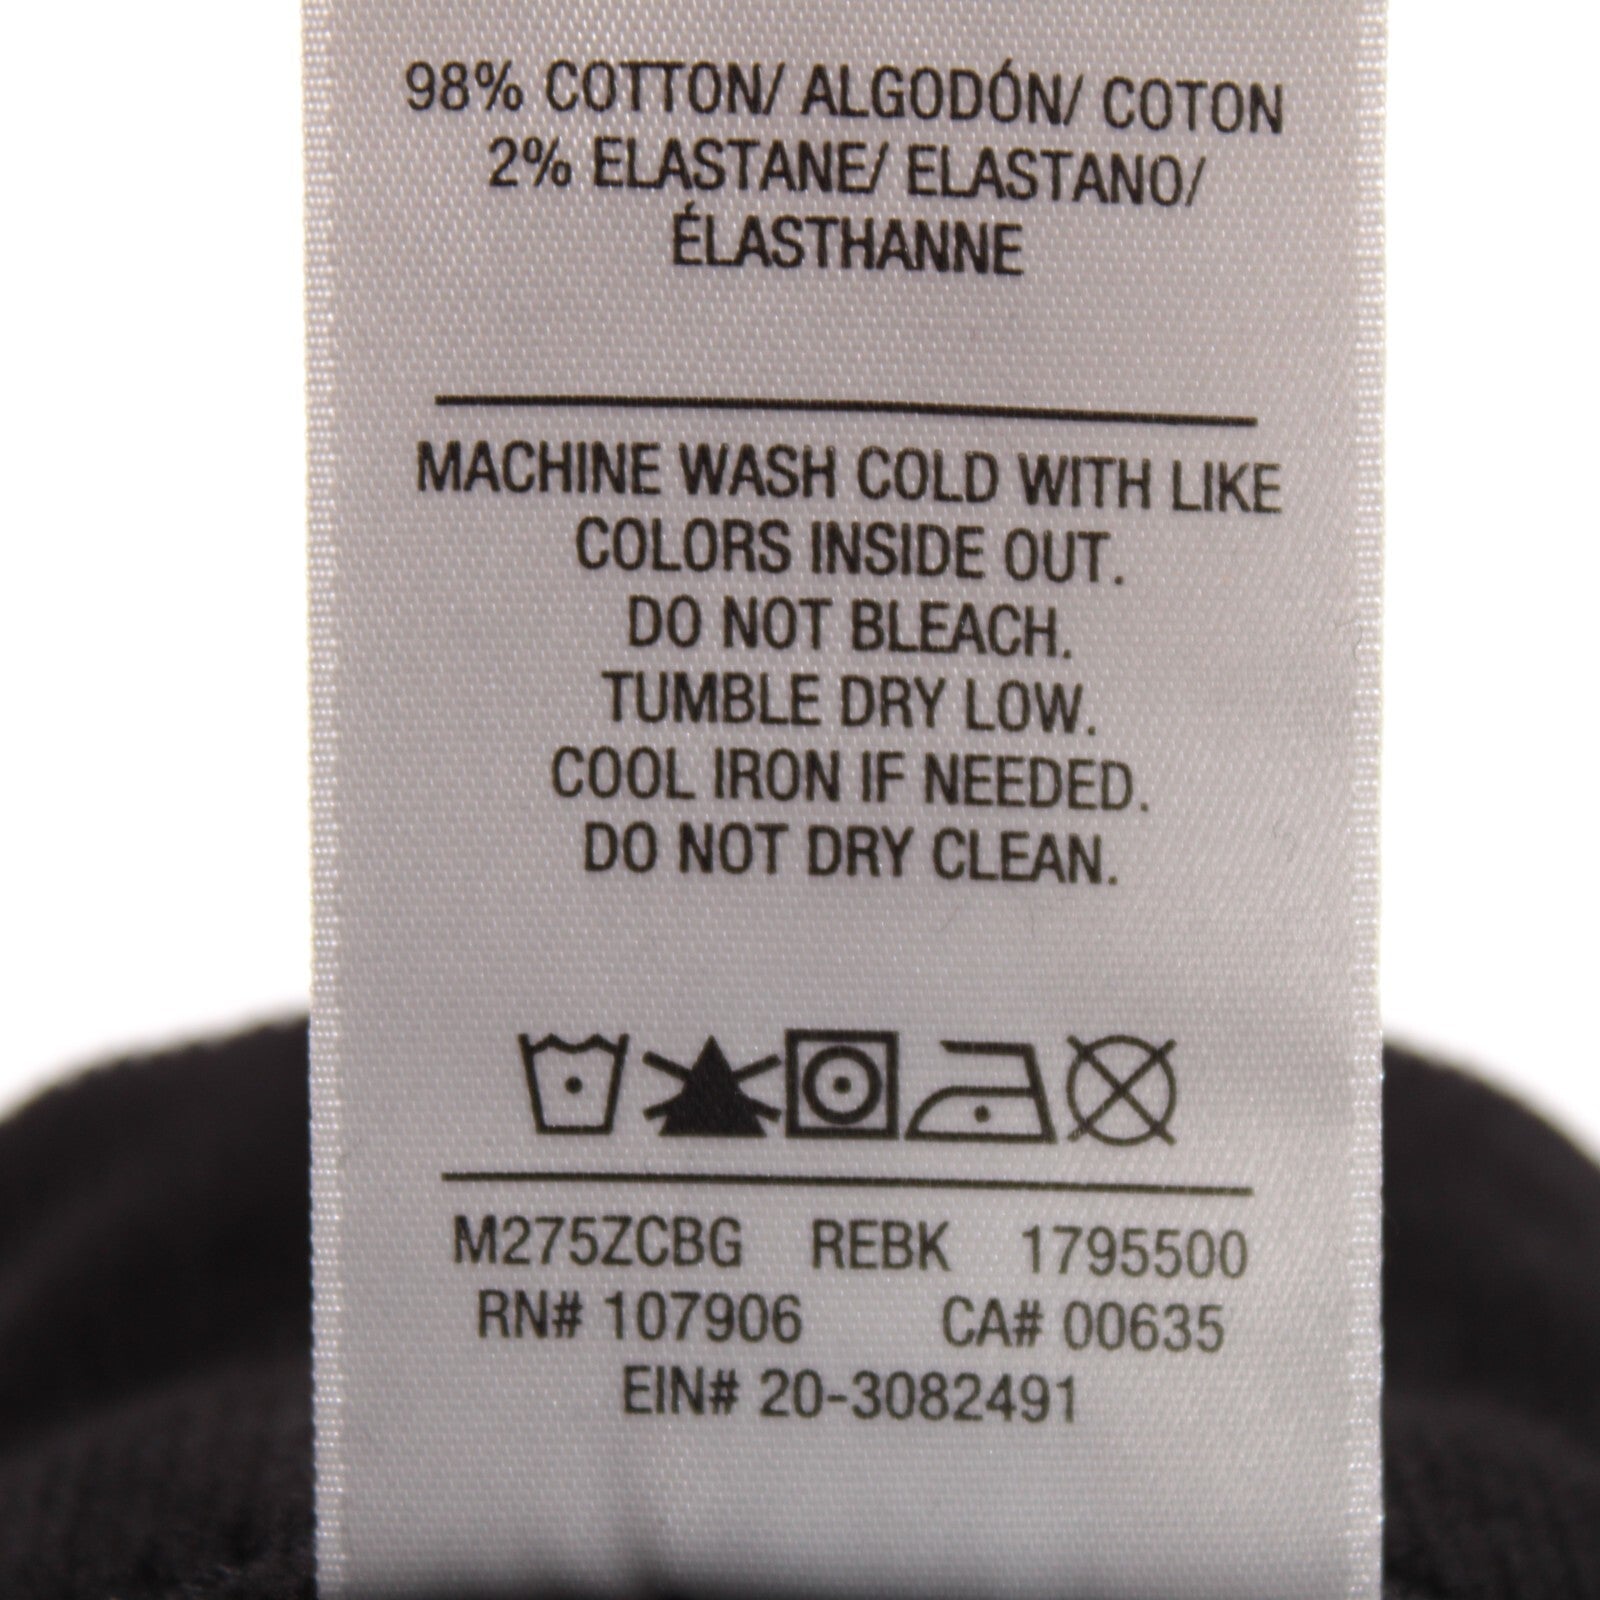 98% COTTON/ ALGODÓN/ COTON
2% ELASTANE/ ELASTANO/
ÉLASTHANNE
MACHINE WASH COLD WITH LIKE
COLORS INSIDE OUT.
DO NOT BLEACH.
TUMBLE DRY LOW.
COOL IRON IF NEEDED.
DO NOT DRY CLEAN.
M275ZCBG REBK 1795500
RN# 107906 CA# 00635
EIN# 20-3082491